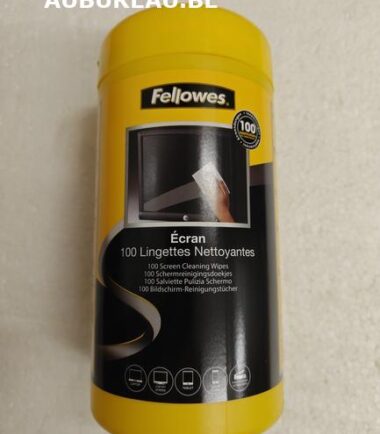 AUBUREAU.BE
Fellowes.
100
Écran
100 Lingettes Nettoyantes
100 Screen Cleaning Wipes
100 Schermreinigingsdoekjes
100 Salviette Pulizia Schermo
100 Bildschirm-Reinigungstücher